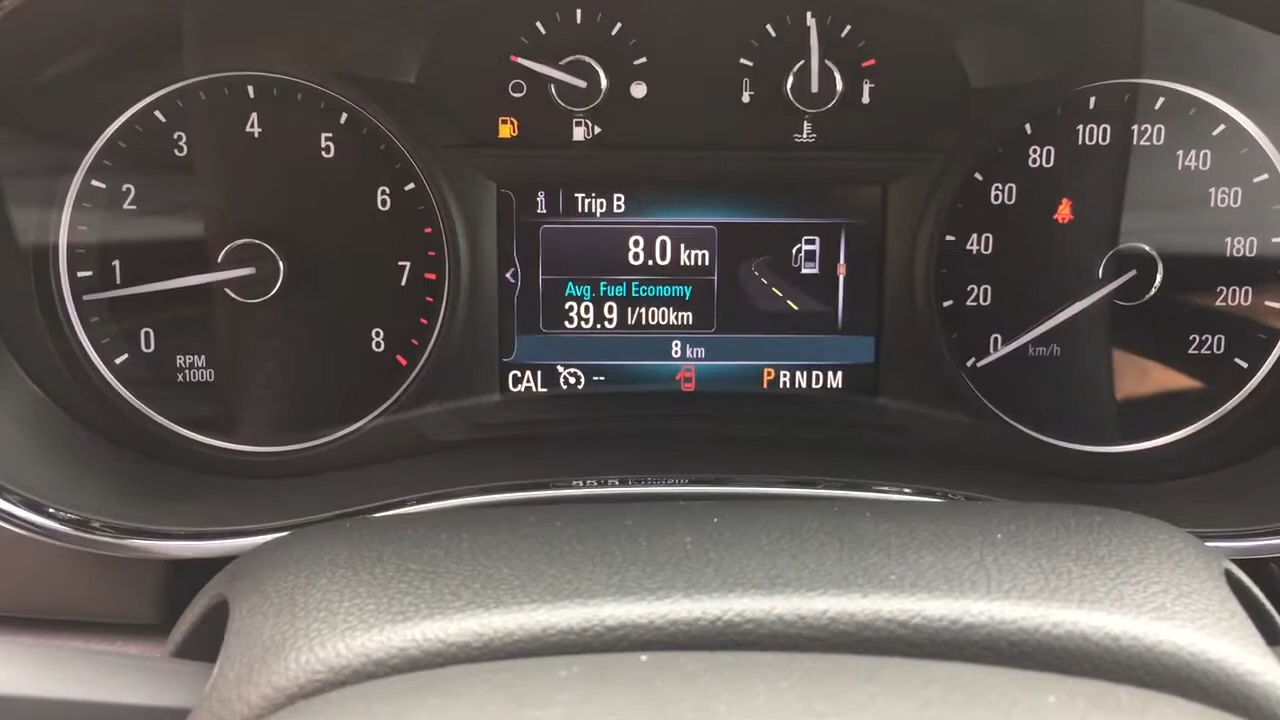 0
1
2
3
4
5
6
7
8
RPM
x1000
Trip B
8.0 km
Avg. Fuel Economy
39.9 l/100km
8 km
CAL --
PRNDM
0
20
40
60
80
100
120
140
160
180
200
220
km/h